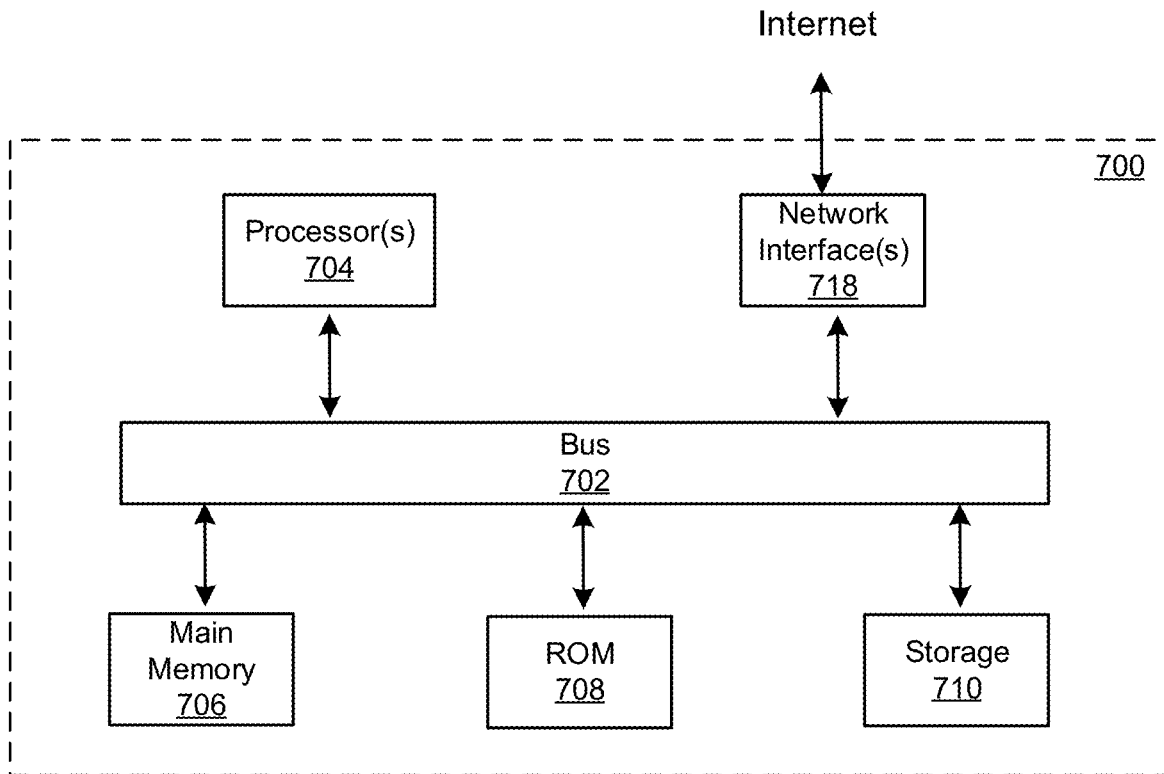 Internet
700
Processor(s)
704
Network
Interface(s)
718
Bus
702
Main
Memory
706
ROM
708
Storage
710